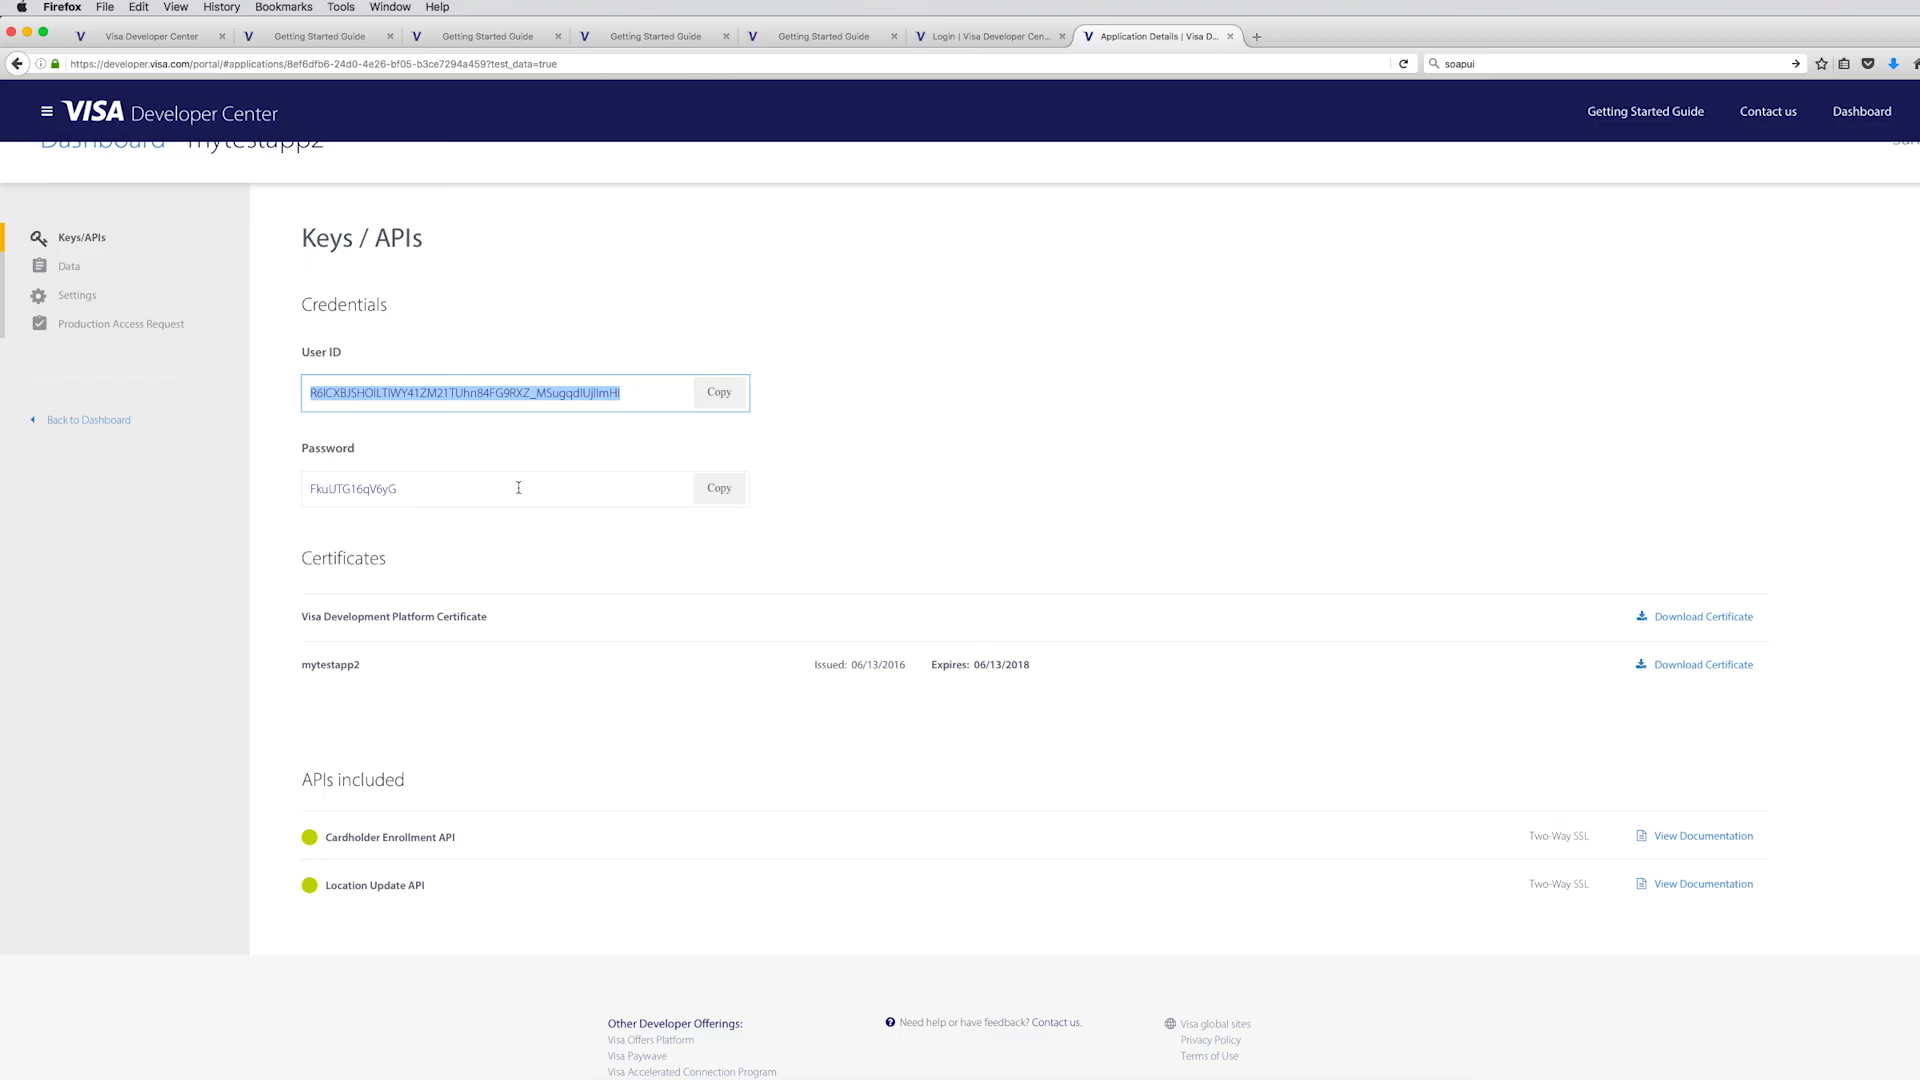 Firefox File Edit View History Bookmarks Tools Window Help
Visa Developer Center
Getting Started Guide
Getting Started Guide
Getting Started Guide
Getting Started Guide
Login | Visa Developer Cen...
Application Details | Visa D...
https://developer.visa.com/portal/#applications/8ef6dfb6-24d0-4e26-bf05-b3ce7294a459?test_data=true
soapui
VISA Developer Center
Getting Started Guide
Contact us
Dashboard
Dashboard mytestapp2
Keys/APIs
Data
Settings
Production Access Request
Back to Dashboard
Keys / APIs
Credentials
User ID
Copy
Password
FkuUTG16qV6yG
Copy
Certificates
Visa Development Platform Certificate
Download Certificate
mytestapp2
Issued: 06/13/2016
Expires: 06/13/2018
Download Certificate
APIs included
Cardholder Enrollment API
Two-Way SSL
View Documentation
Location Update API
Two-Way SSL
View Documentation
Other Developer Offerings:
Visa Offers Platform
Visa Paywave
Visa Accelerated Connection Program
Need help or have feedback? Contact us.
Visa global sites
Privacy Policy
Terms of Use